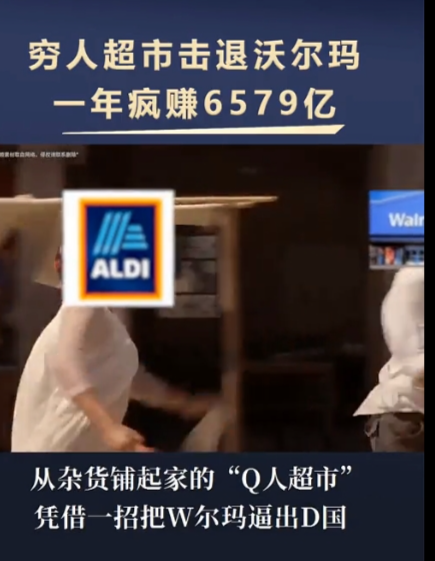 穷人超市击退沃尔玛
一年疯赚6579亿
ALDI
Waln
从杂货铺起家的“Q人超市”
凭借一招把W尔玛逼出D国